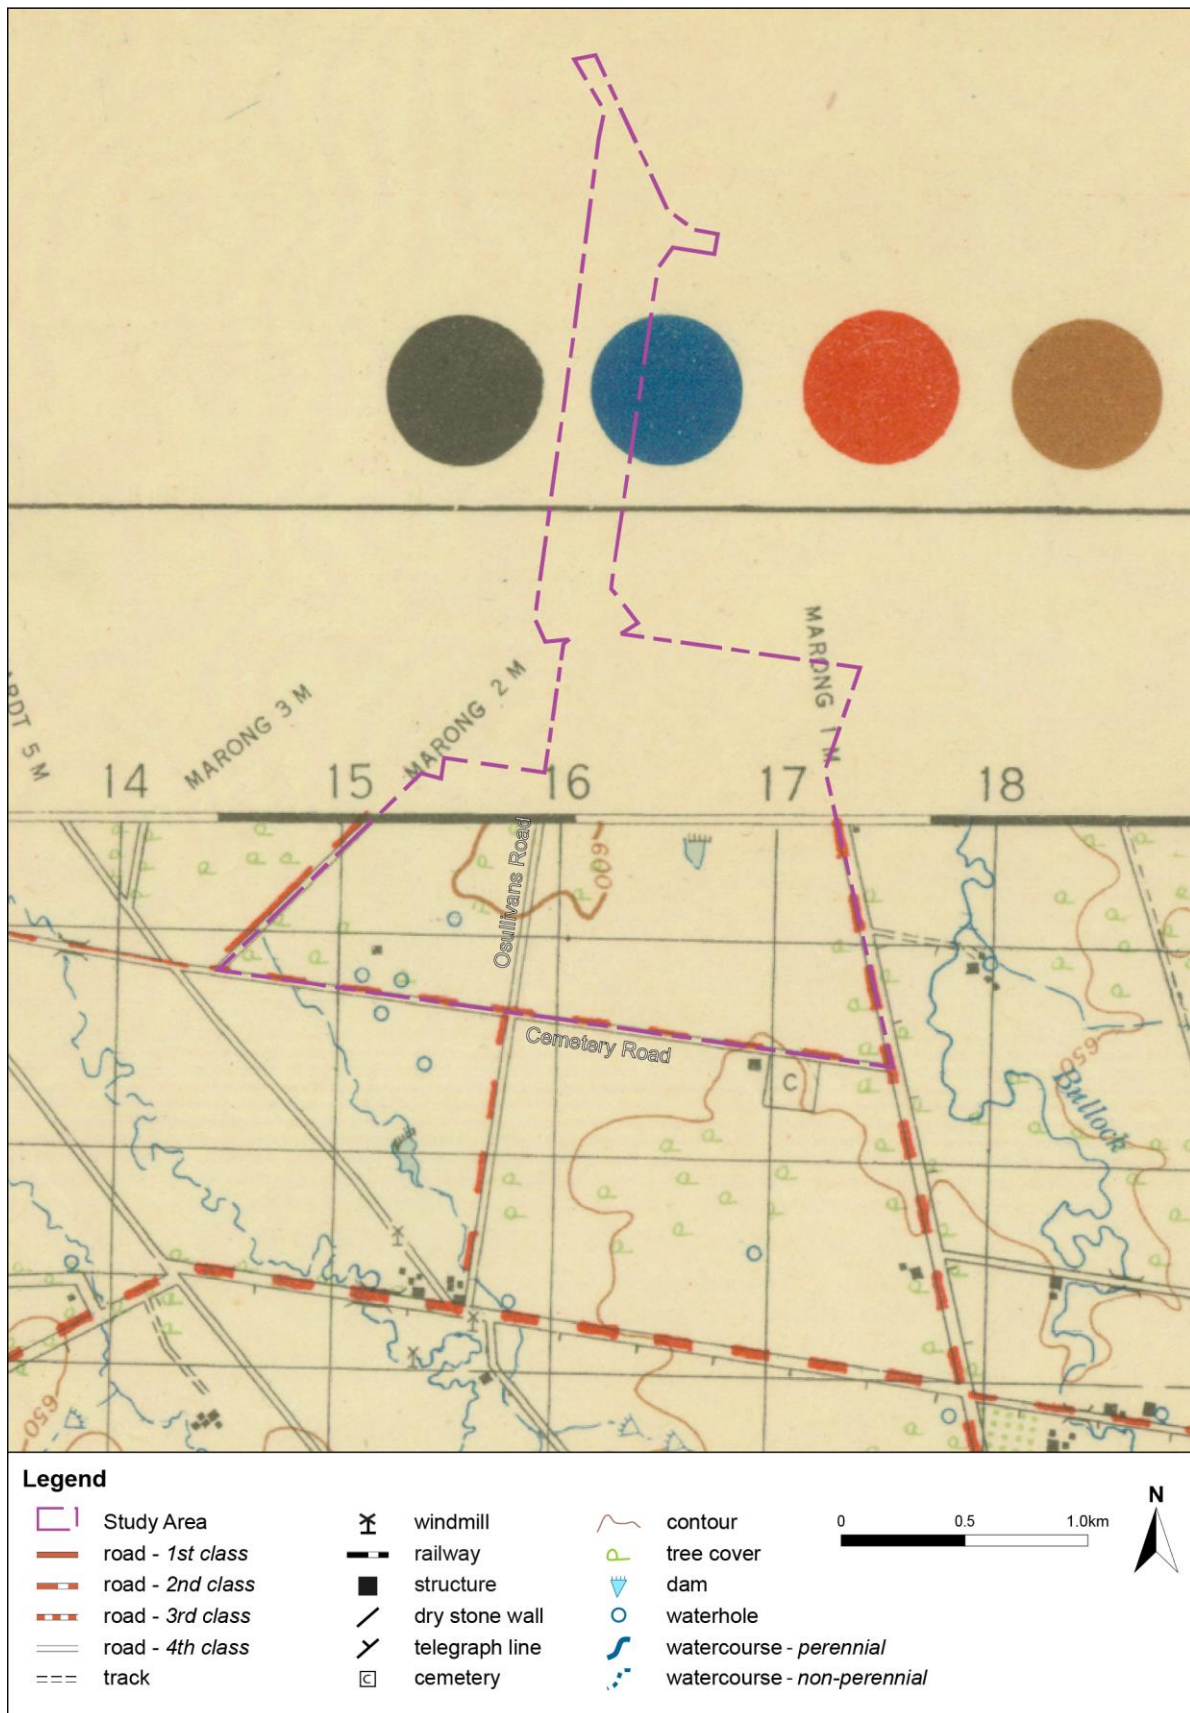 MARONG 1 M
MARONG 2 M
MARONG 3 M
RDT 5 M
14
15
16
17
18
Osullivans Road
600
Cemetery Road
C
650
Bullock
650
Legend
Study Area
road - 1st class
road - 2nd class
road - 3rd class
road - 4th class
track
windmill
railway
structure
dry stone wall
telegraph line
C cemetery
contour
tree cover
dam
waterhole
watercourse - perennial
watercourse - non-perennial
0 0.5 1.0km
N